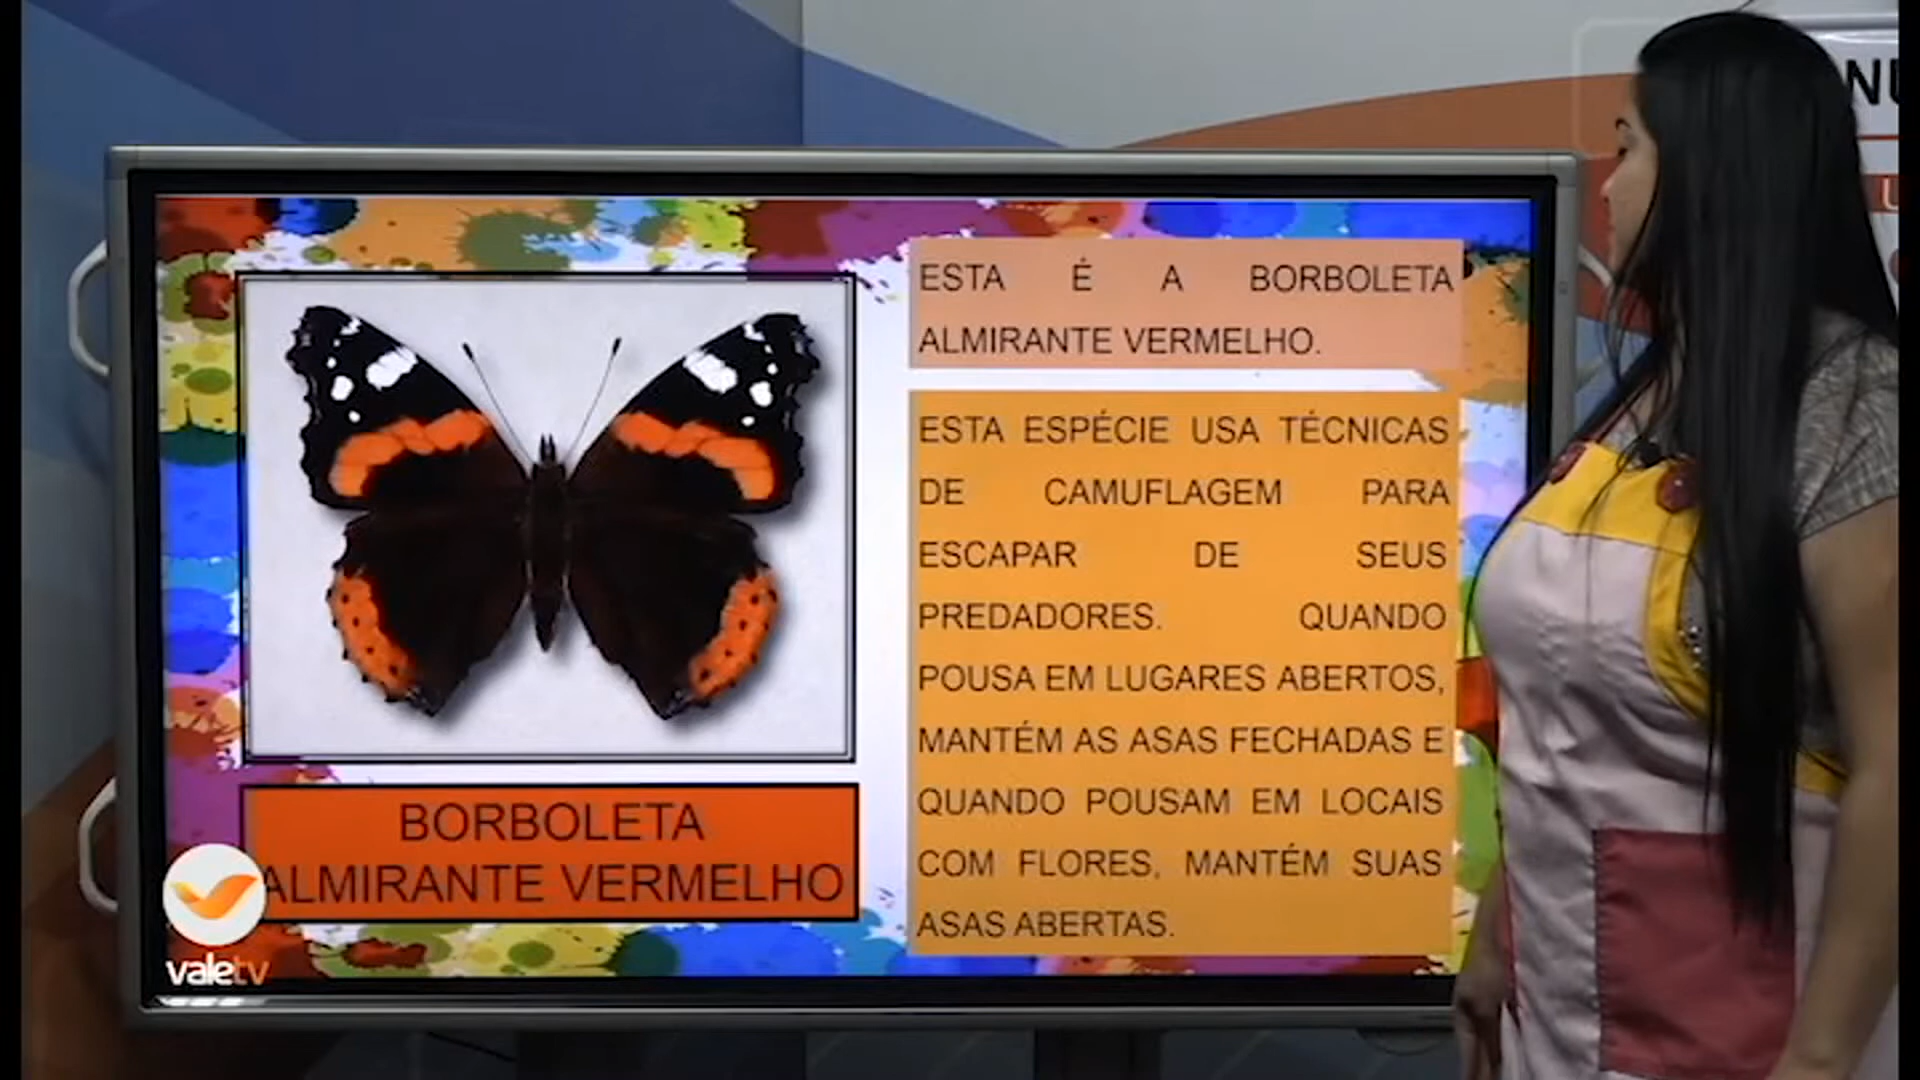 NU
U
ESTA É A BORBOLETA
ALMIRANTE VERMELHO.
ESTA ESPÉCIE USA TÉCNICAS
DE CAMUFLAGEM PARA
ESCAPAR DE SEUS
PREDADORES. QUANDO
POUSA EM LUGARES ABERTOS,
MANTÉM AS ASAS FECHADAS E
QUANDO POUSAM EM LOCAIS
COM FLORES, MANTÉM SUAS
ASAS ABERTAS.
BORBOLETA
ALMIRANTE VERMELHO
valetv